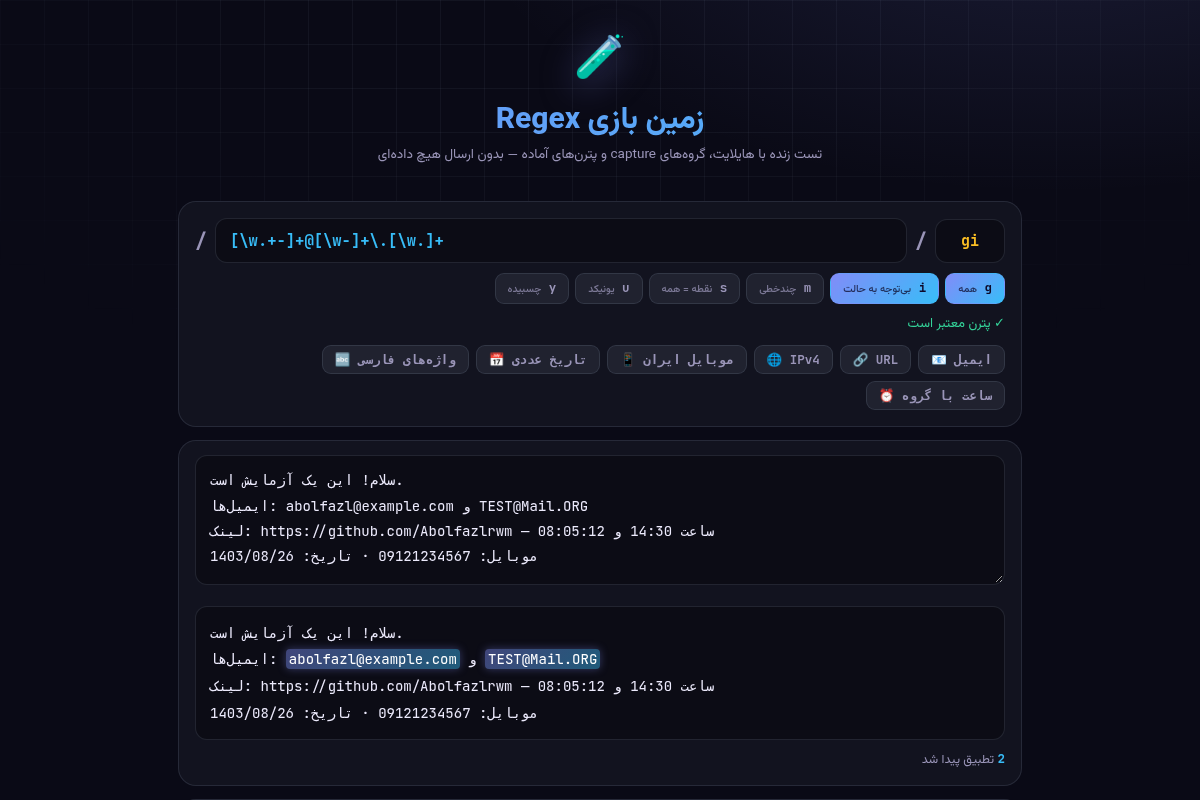 زمین بازی Regex
تست زنده با هایلایت، گروه‌های capture و پترن‌های آماده — بدون ارسال هیچ داده‌ای
/ [\w.+-]+@[\w-]+\.[\w.]+ / gi
g همه i بی‌توجه به حالت m چندخطی s نقطه = همه u یونیکد y چسبیده
✓ پترن معتبر است
ایمیل 📧 URL 🔗 IPv4 🌐 موبایل ایران 📱 تاریخ عددی 📅 واژه‌های فارسی 🔤
ساعت با گروه ⏰
سلام! این یک آزمایش است.
ایمیل‌ها: abolfazl@example.com و TEST@Mail.ORG
لینک: https://github.com/Abolfazlrwm — ساعت 14:30 و 08:05:12
موبایل: 09121234567 · تاریخ: 1403/08/26
سلام! این یک آزمایش است.
ایمیل‌ها: abolfazl@example.com و TEST@Mail.ORG
لینک: https://github.com/Abolfazlrwm — ساعت 14:30 و 08:05:12
موبایل: 09121234567 · تاریخ: 1403/08/26
2 تطبیق پیدا شد